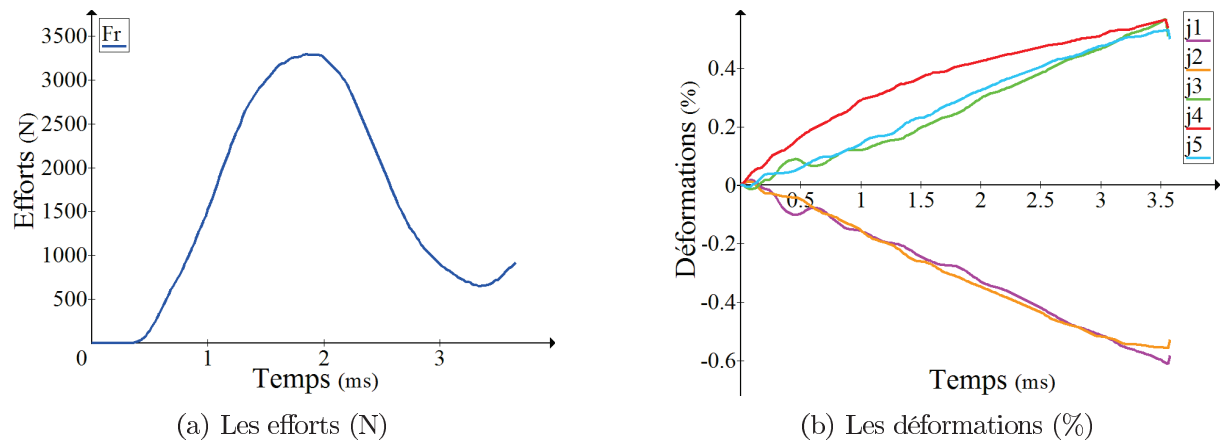 Fr
3500
3000
2500
2000
1500
1000
500
0
1
2
3
Efforts (N)
Temps (ms)
(a) Les efforts (N)
j1
j2
j3
j4
j5
0.4
0.2
0
-0.2
-0.4
-0.6
0.5
1
1.5
2
2.5
3
3.5
Déformations (%)
Temps (ms)
(b) Les déformations (%)